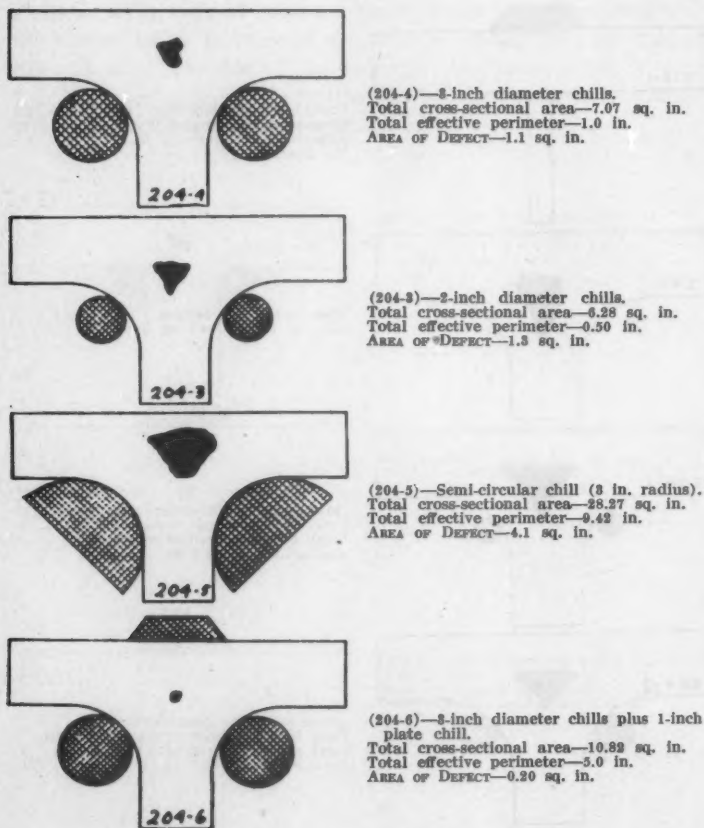 (204-4)—3-inch diameter chills.
Total cross-sectional area—7.07 sq. in.
Total effective perimeter—1.0 in.
AREA OF DEFECT—1.1 sq. in.
204-4
(204-3)—2-inch diameter chills.
Total cross-sectional area—6.28 sq. in.
Total effective perimeter—0.50 in.
AREA OF DEFECT—1.3 sq. in.
204-3
(204-5)—Semi-circular chill (3 in. radius).
Total cross-sectional area—28.27 sq. in.
Total effective perimeter—9.42 in.
AREA OF DEFECT—4.1 sq. in.
204-5
(204-6)—3-inch diameter chills plus 1-inch
plate chill.
Total cross-sectional area—10.82 sq. in.
Total effective perimeter—5.0 in.
AREA OF DEFECT—0.20 sq. in.
204-6